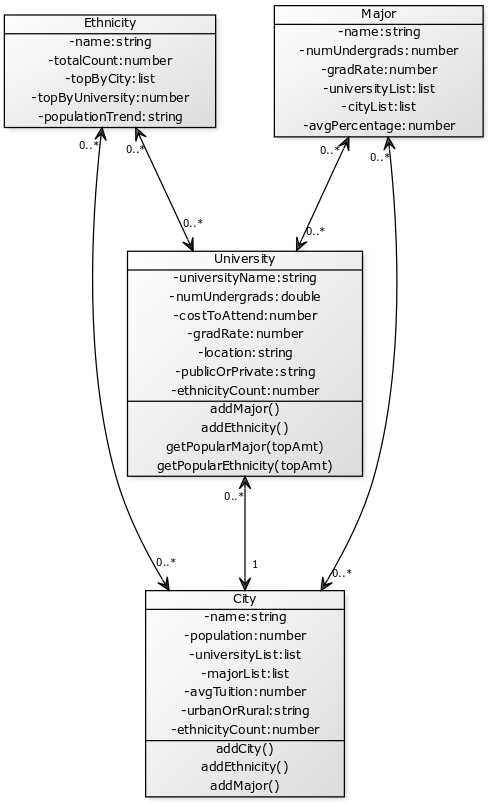 Ethnicity
-name:string
-totalCount:number
-topByCity:list
-topByUniversity:number
-populationTrend:string
Major
-name:string
-numUndergrads:number
-gradRate:number
-universityList:list
-cityList:list
-avgPercentage:number
0..*
0..*
0..*
0..*
0..*
0..*
University
-universityName:string
-numUndergrads:double
-costToAttend:number
-gradRate:number
-location:string
-publicOrPrivate:string
-ethnicityCount:number
addMajor()
addEthnicity()
getPopularMajor(topAmt)
getPopularEthnicity(topAmt)
0..*
0..*
1
0..*
City
-name:string
-population:number
-universityList:list
-majorList:list
-avgTuition:number
-urbanOrRural:string
-ethnicityCount:number
addCity()
addEthnicity()
addMajor()